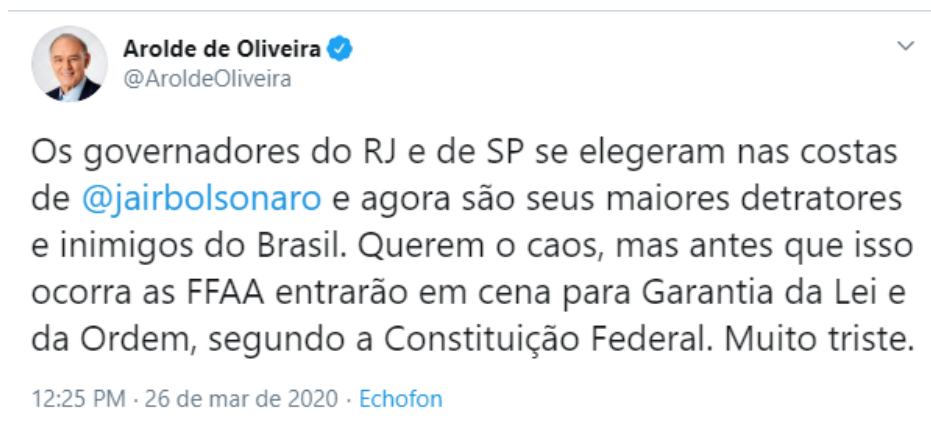 Arolde de Oliveira
@AroldeOliveira
Os governadores do RJ e de SP se elegeram nas costas
de @jairbolsonaro e agora são seus maiores detratores
e inimigos do Brasil. Querem o caos, mas antes que isso
ocorra as FFAA entrarão em cena para Garantia da Lei e
da Ordem, segundo a Constituição Federal. Muito triste.
12:25 PM · 26 de mar de 2020 · Echofon